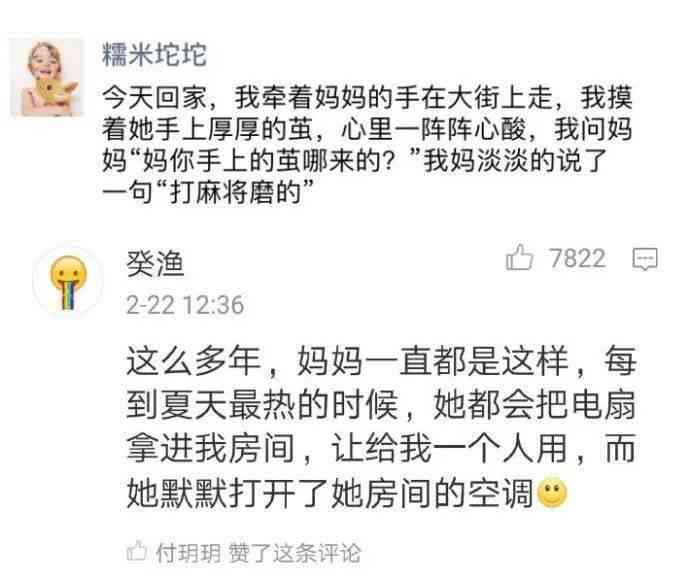 糯米坨坨
今天回家，我牵着妈妈的手在大街上走，我摸
着她手上厚厚的茧，心里一阵阵心酸，我问妈
妈“妈你手上的茧哪来的？”我妈淡淡的说了
一句“打麻将磨的”
癸渔
7822
2-22 12:36
这么多年，妈妈一直都是这样，每
到夏天最热的时候，她都会把电扇
拿进我房间，让给我一个人用，而
她默默打开了她房间的空调🙂
付玥玥 赞了这条评论